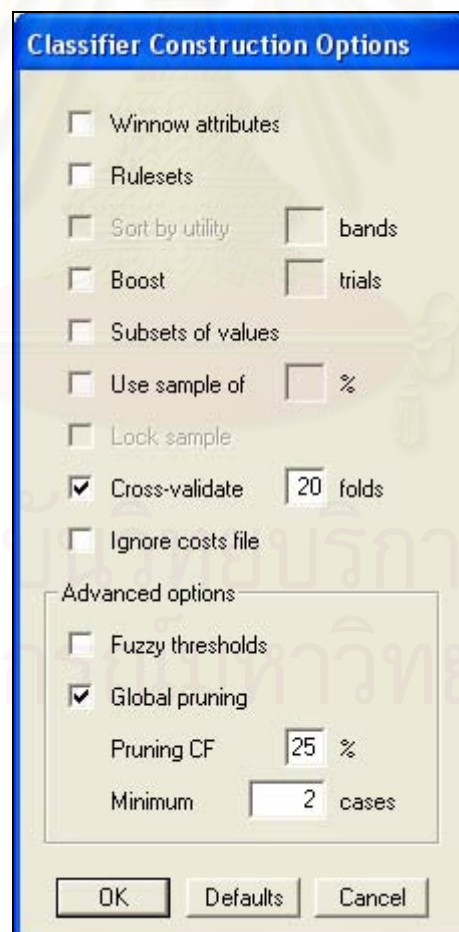 Classifier Construction Options
Winnow attributes
Rulesets
Sort by utility bands
Boost trials
Subsets of values
Use sample of %
Lock sample
Cross-validate 20 folds
Ignore costs file
Advanced options
Fuzzy thresholds
Global pruning
Pruning CF 25 %
Minimum 2 cases
OK Defaults Cancel